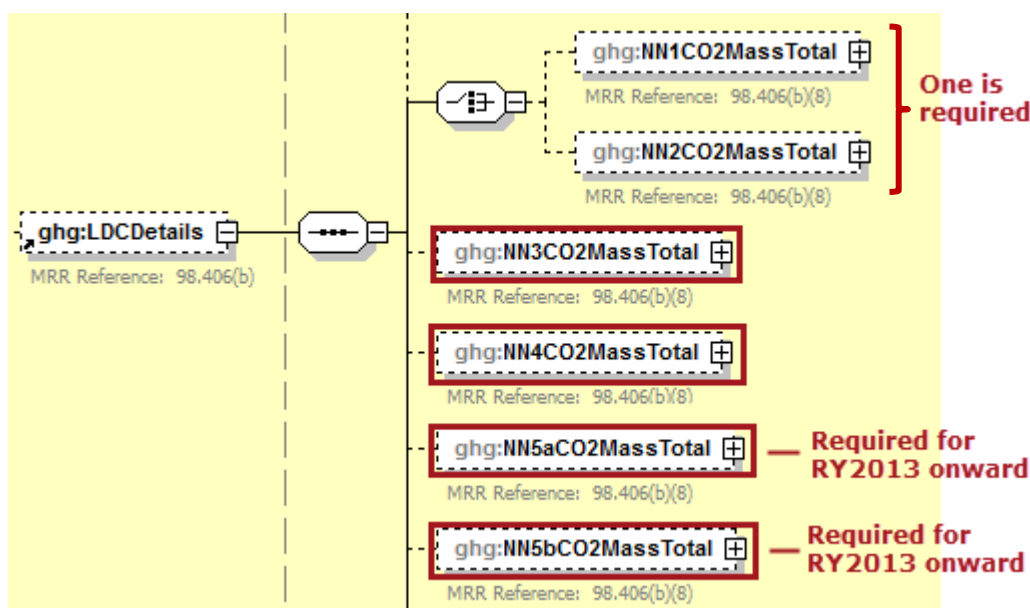 ghg:NN1CO2MassTotal
MRR Reference: 98.406(b)(8)
One is
required
ghg:NN2CO2MassTotal
MRR Reference: 98.406(b)(8)
ghg:LDCDetails
MRR Reference: 98.406(b)
ghg:NN3CO2MassTotal
MRR Reference: 98.406(b)(8)
ghg:NN4CO2MassTotal
MRR Reference: 98.406(b)(8)
ghg:NN5aCO2MassTotal
MRR Reference: 98.406(b)(8)
Required for
RY2013 onward
ghg:NN5bCO2MassTotal
MRR Reference: 98.406(b)(8)
Required for
RY2013 onward